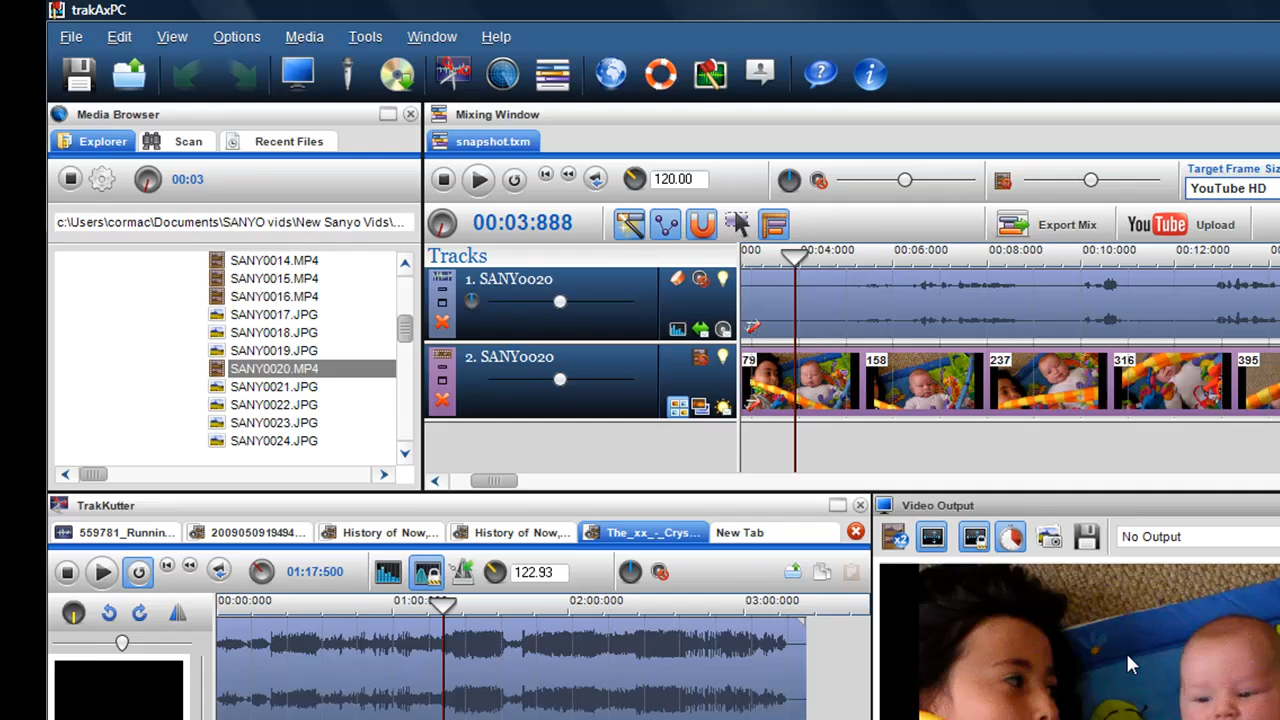 trakAxPC
File Edit View Options Media Tools Window Help
Media Browser
Explorer Scan Recent Files
00:03
c:\Users\cormac\Documents\SANYO vids\New Sanyo Vids\...
SANY0014.MP4
SANY0015.MP4
SANY0016.MP4
SANY0017.JPG
SANY0018.JPG
SANY0019.JPG
SANY0020.MP4
SANY0021.JPG
SANY0022.JPG
SANY0023.JPG
SANY0024.JPG
Mixing Window
snapshot.txm
120.00
Target Frame Siz
YouTube HD
00:03:888
Export Mix
YouTube Upload
Tracks
000 00:04:000 00:06:000 00:08:000 00:10:000 00:12:000
1. SANY0020
2. SANY0020
79 158 237 316 395
TrakKutter
559781_Runnin... 2009050919494... History of Now,... History of Now,... The_xx_-_Crys... New Tab
01:17:500
122.93
00:00:000 01:00: 02:00:000 03:00:000
Video Output
x2
No Output